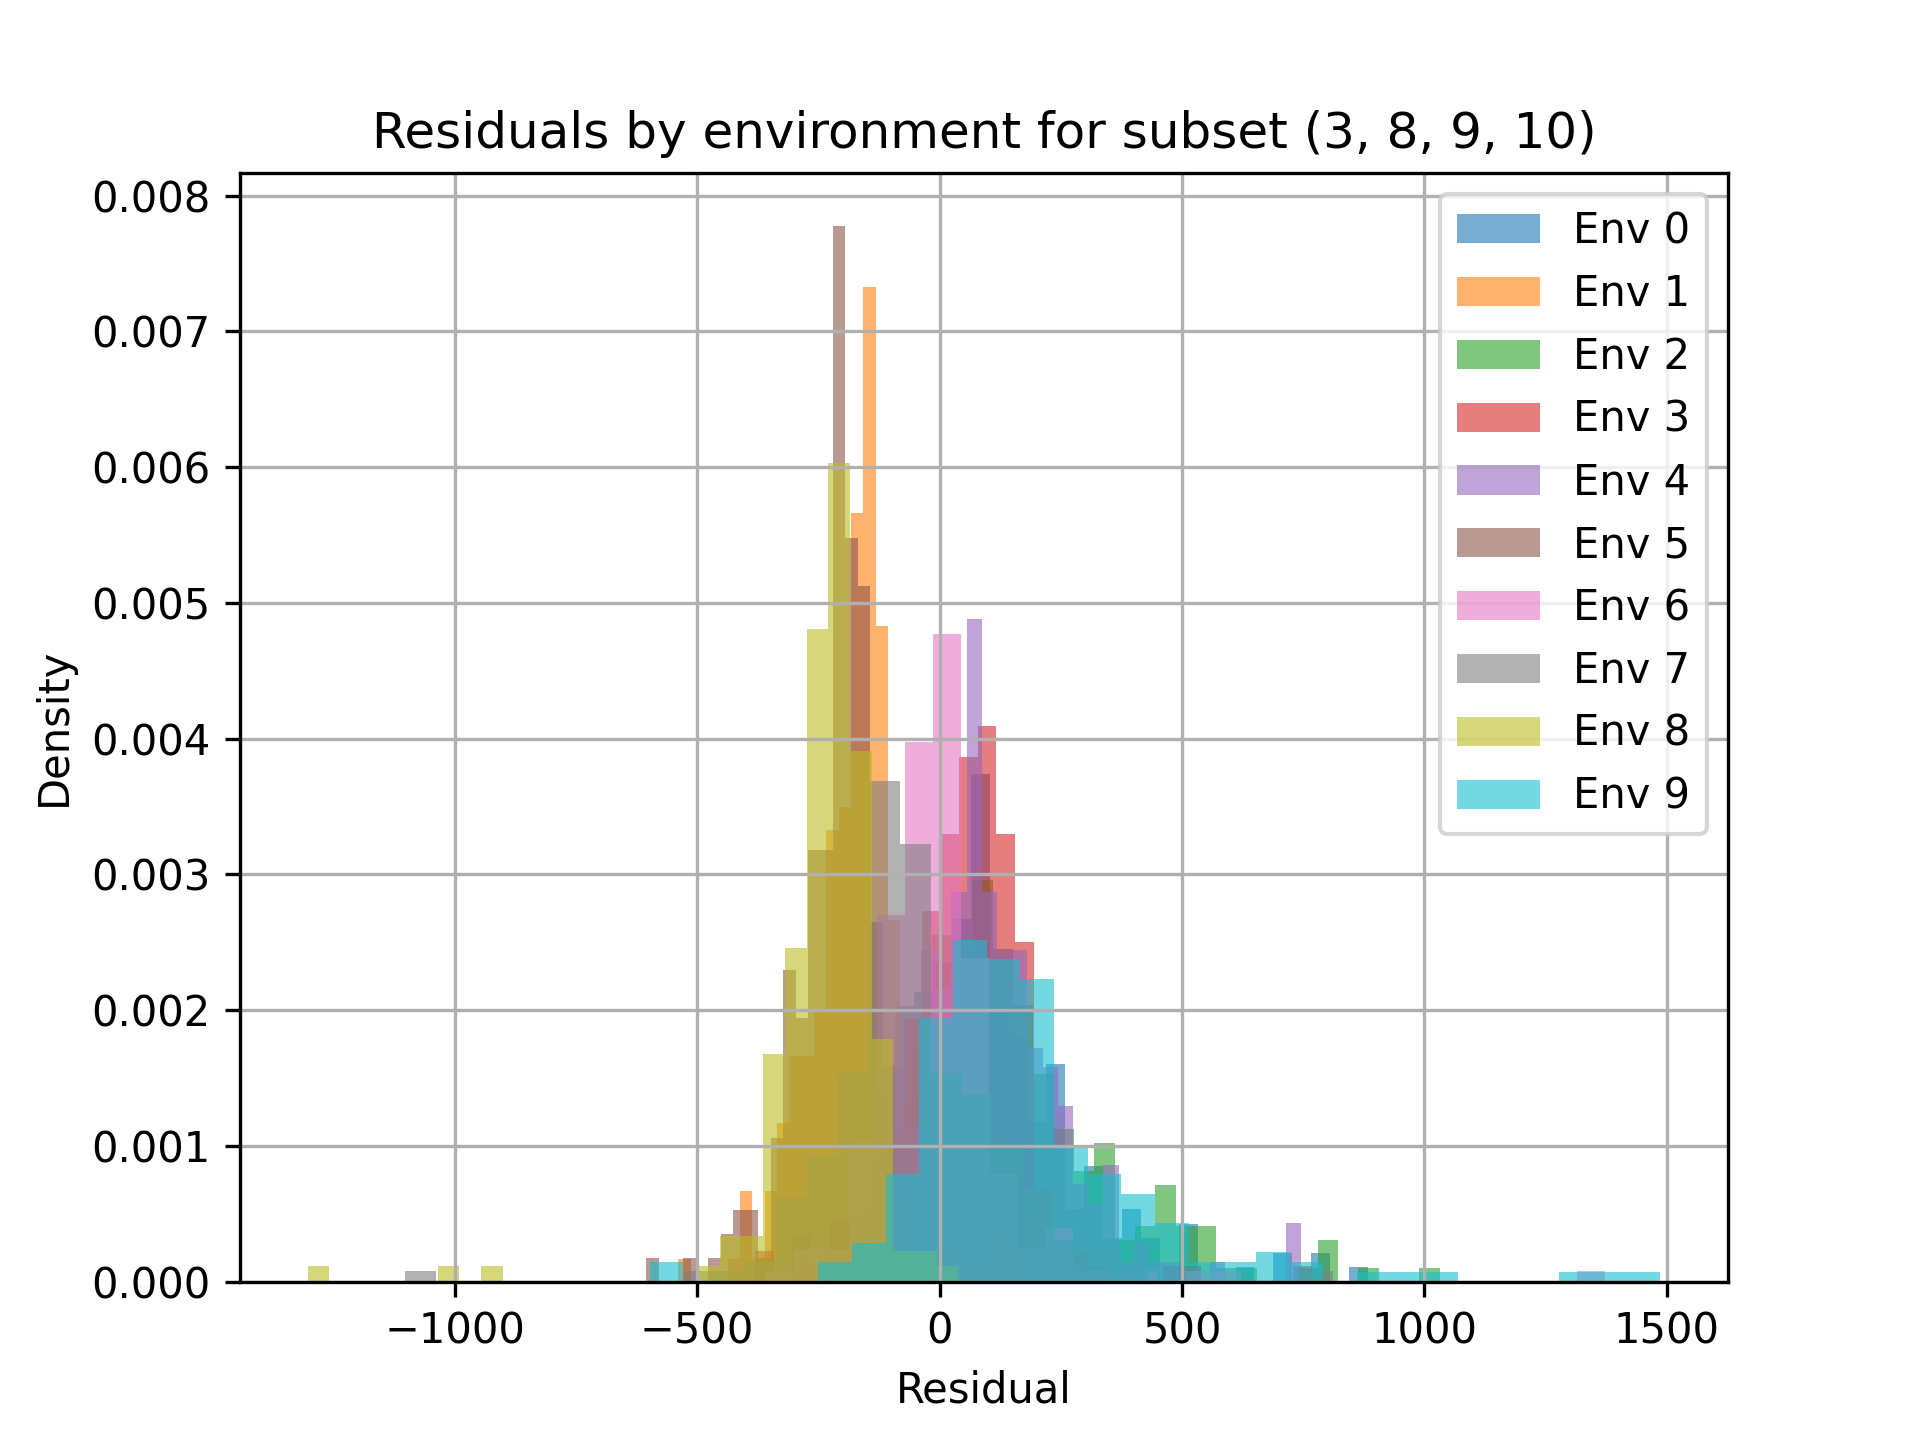 Residuals by environment for subset (3, 8, 9, 10)
0.008
0.007
0.006
0.005
0.004
0.003
0.002
0.001
0.000
Density
Env 0
Env 1
Env 2
Env 3
Env 4
Env 5
Env 6
Env 7
Env 8
Env 9
−1000 −500 0 500 1000 1500
Residual